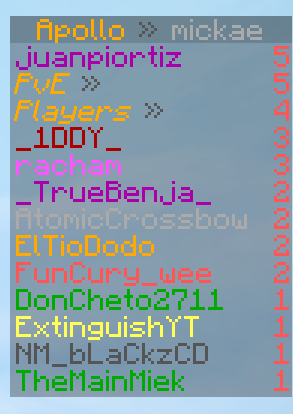 Apollo » mickae
juanpiortiz 5
PvE » 5
Players » 4
_1DDY_ 3
racham 3
_TrueBenja_ 2
AtomicCrossbow 2
ElTioDodo 2
FunCury_wee 2
DonCheto2711 1
ExtinguishYT 1
NM_bLaCkzCD 1
TheMainMiek 1